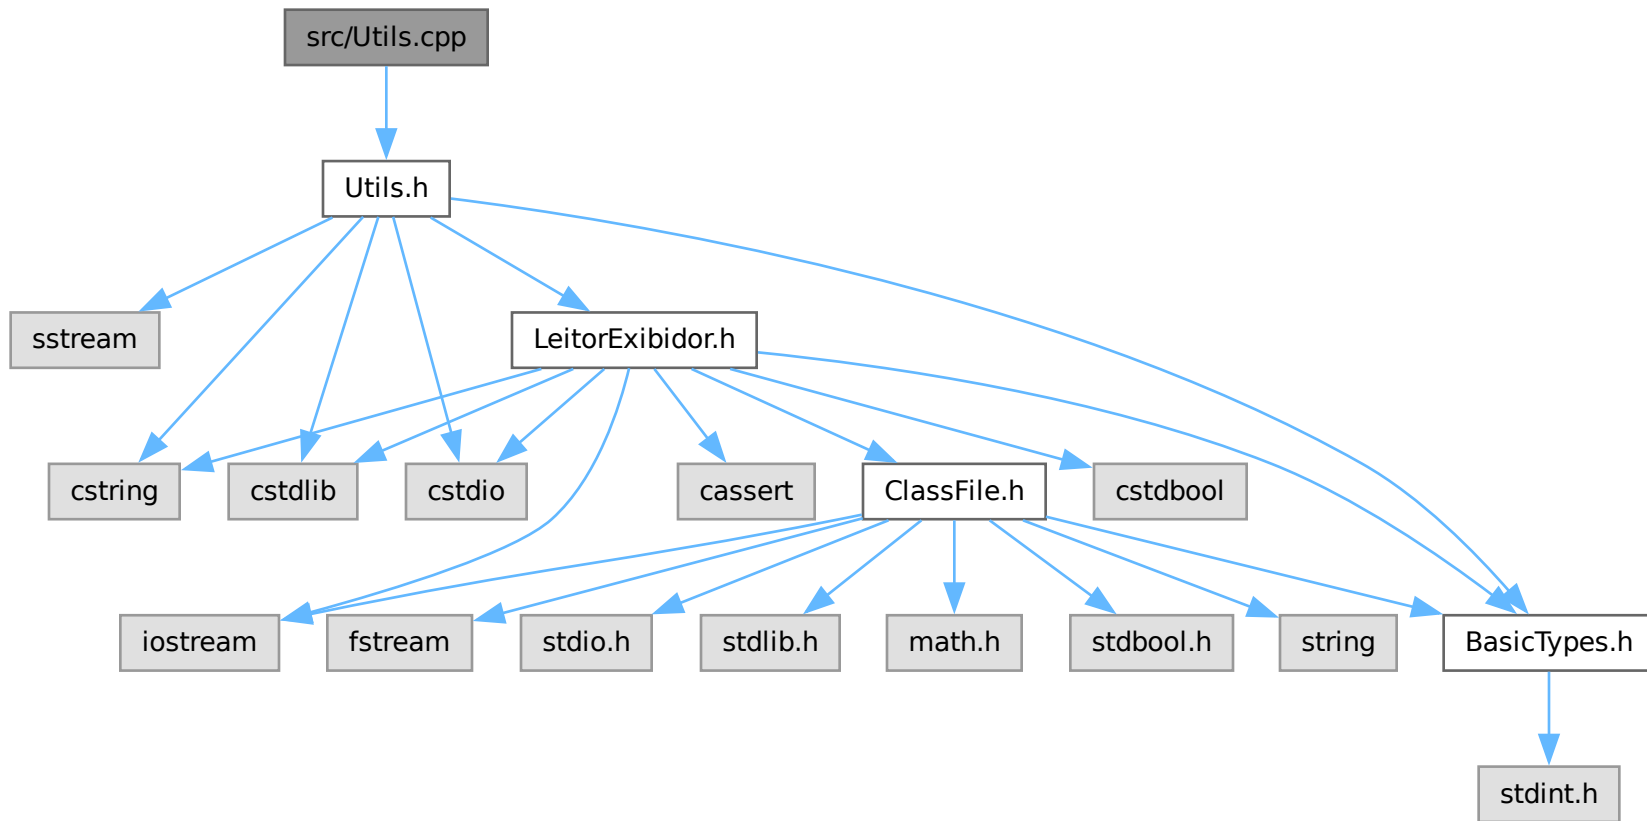 src/Utils.cpp
Utils.h
sstream
LeitorExibidor.h
cstring
cstdlib
cstdio
cassert
ClassFile.h
cstdbool
iostream
fstream
stdio.h
stdlib.h
math.h
stdbool.h
string
BasicTypes.h
stdint.h